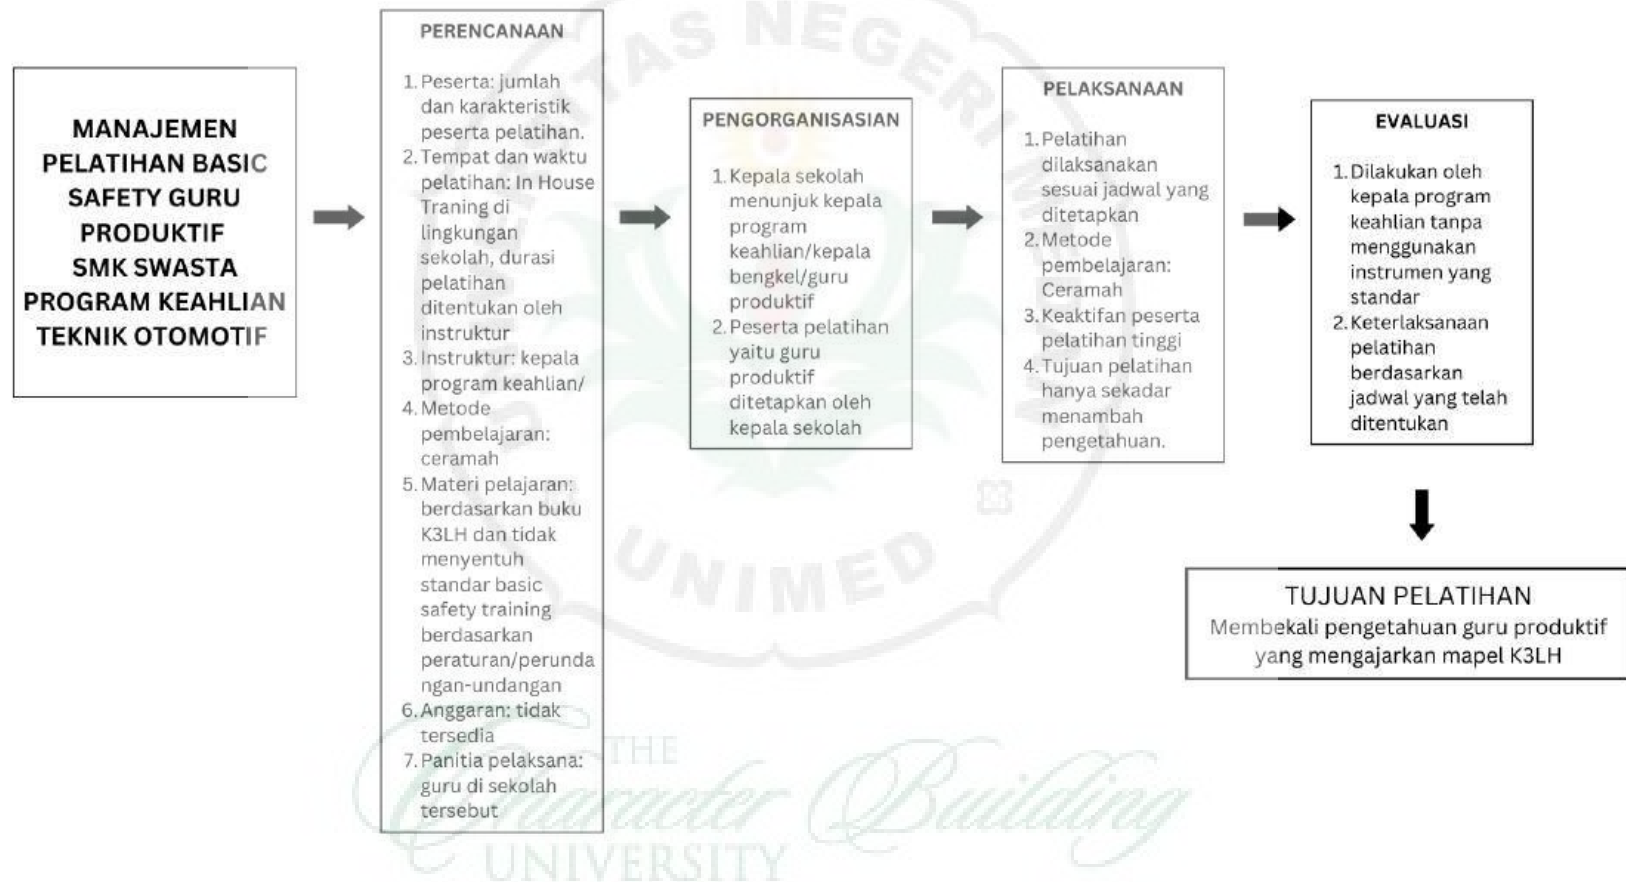 MANAJEMEN
PELATIHAN BASIC
SAFETY GURU
PRODUKTIF
SMK SWASTA
PROGRAM KEAHLIAN
TEKNIK OTOMOTIF
PERENCANAAN
1. Peserta: jumlah
dan karakteristik
peserta pelatihan.
2. Tempat dan waktu
pelatihan: In House
Traning di
lingkungan
sekolah, durasi
pelatihan
ditentukan oleh
instruktur
3. Instruktur: kepala
program keahlian/
4. Metode
pembelajaran:
ceramah
5. Materi pelajaran:
berdasarkan buku
K3LH dan tidak
menyentuh
standar basic
safety training
berdasarkan
peraturan/perunda
ngan-undangan
6. Anggaran: tidak
tersedia
7. Panitia pelaksana:
guru di sekolah
tersebut
PENGORGANISASIAN
1. Kepala sekolah
menunjuk kepala
program
keahlian/kepala
bengkel/guru
produktif
2. Peserta pelatihan
yaitu guru
produktif
ditetapkan oleh
kepala sekolah
PELAKSANAAN
1. Pelatihan
dilaksanakan
sesuai jadwal yang
ditetapkan
2. Metode
pembelajaran:
Ceramah
3. Keaktifan peserta
pelatihan tinggi
4. Tujuan pelatihan
hanya sekadar
menambah
pengetahuan.
EVALUASI
1. Dilakukan oleh
kepala program
keahlian tanpa
menggunakan
instrumen yang
standar
2. Keterlaksanaan
pelatihan
berdasarkan
jadwal yang telah
ditentukan
TUJUAN PELATIHAN
Membekali pengetahuan guru produktif
yang mengajarkan mapel K3LH
NEGERI
UNIMED
THE
Character Building
UNIVERSITY